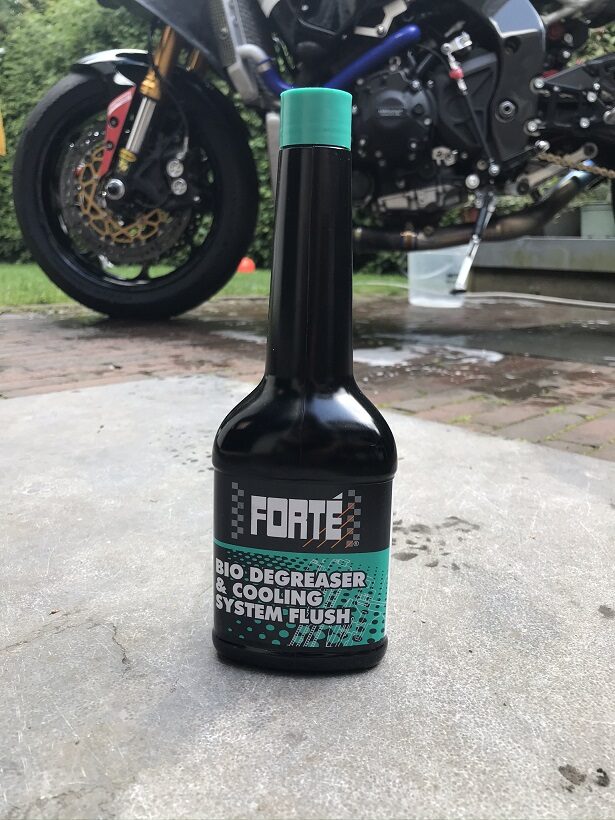 FORTÉ
BIO DEGREASER
& COOLING
SYSTEM FLUSH